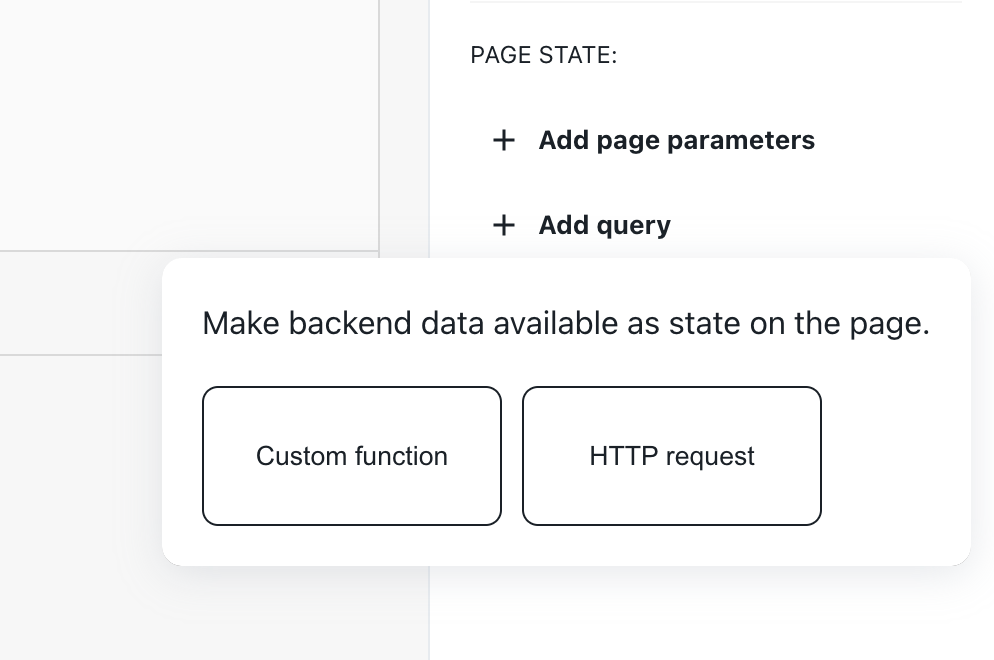 PAGE STATE:
Add page parameters
Add query
Make backend data available as state on the page.
Custom function
HTTP request